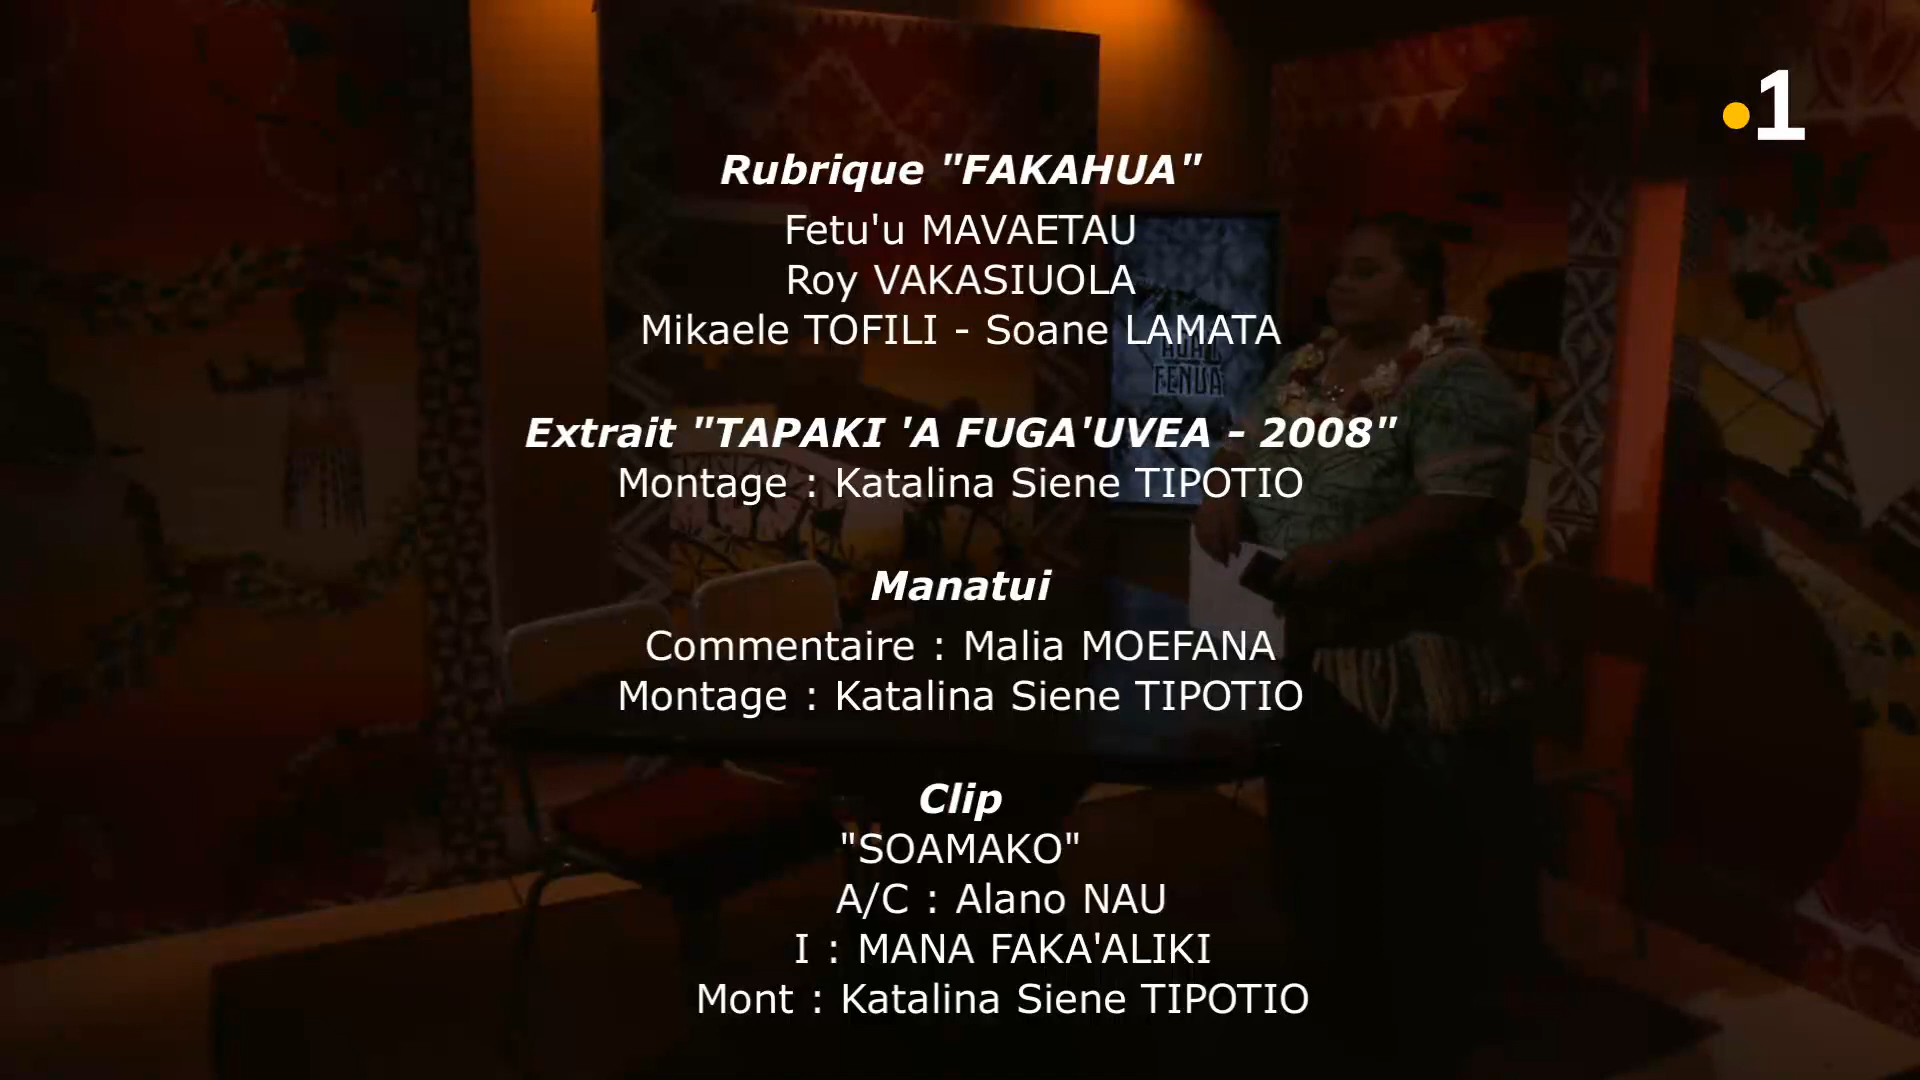 1
Rubrique "FAKAHUA"
Fetu'u MAVAETAU
Roy VAKASIUOLA
Mikaele TOFILI - Soane LAMATA
FENUA
Extrait "TAPAKI 'A FUGA'UVEA - 2008"
Montage : Katalina Siene TIPOTIO
Manatui
Commentaire : Malia MOEFANA
Montage : Katalina Siene TIPOTIO
Clip
"SOAMAKO"
A/C : Alano NAU
I : MANA FAKA'ALIKI
Mont : Katalina Siene TIPOTIO